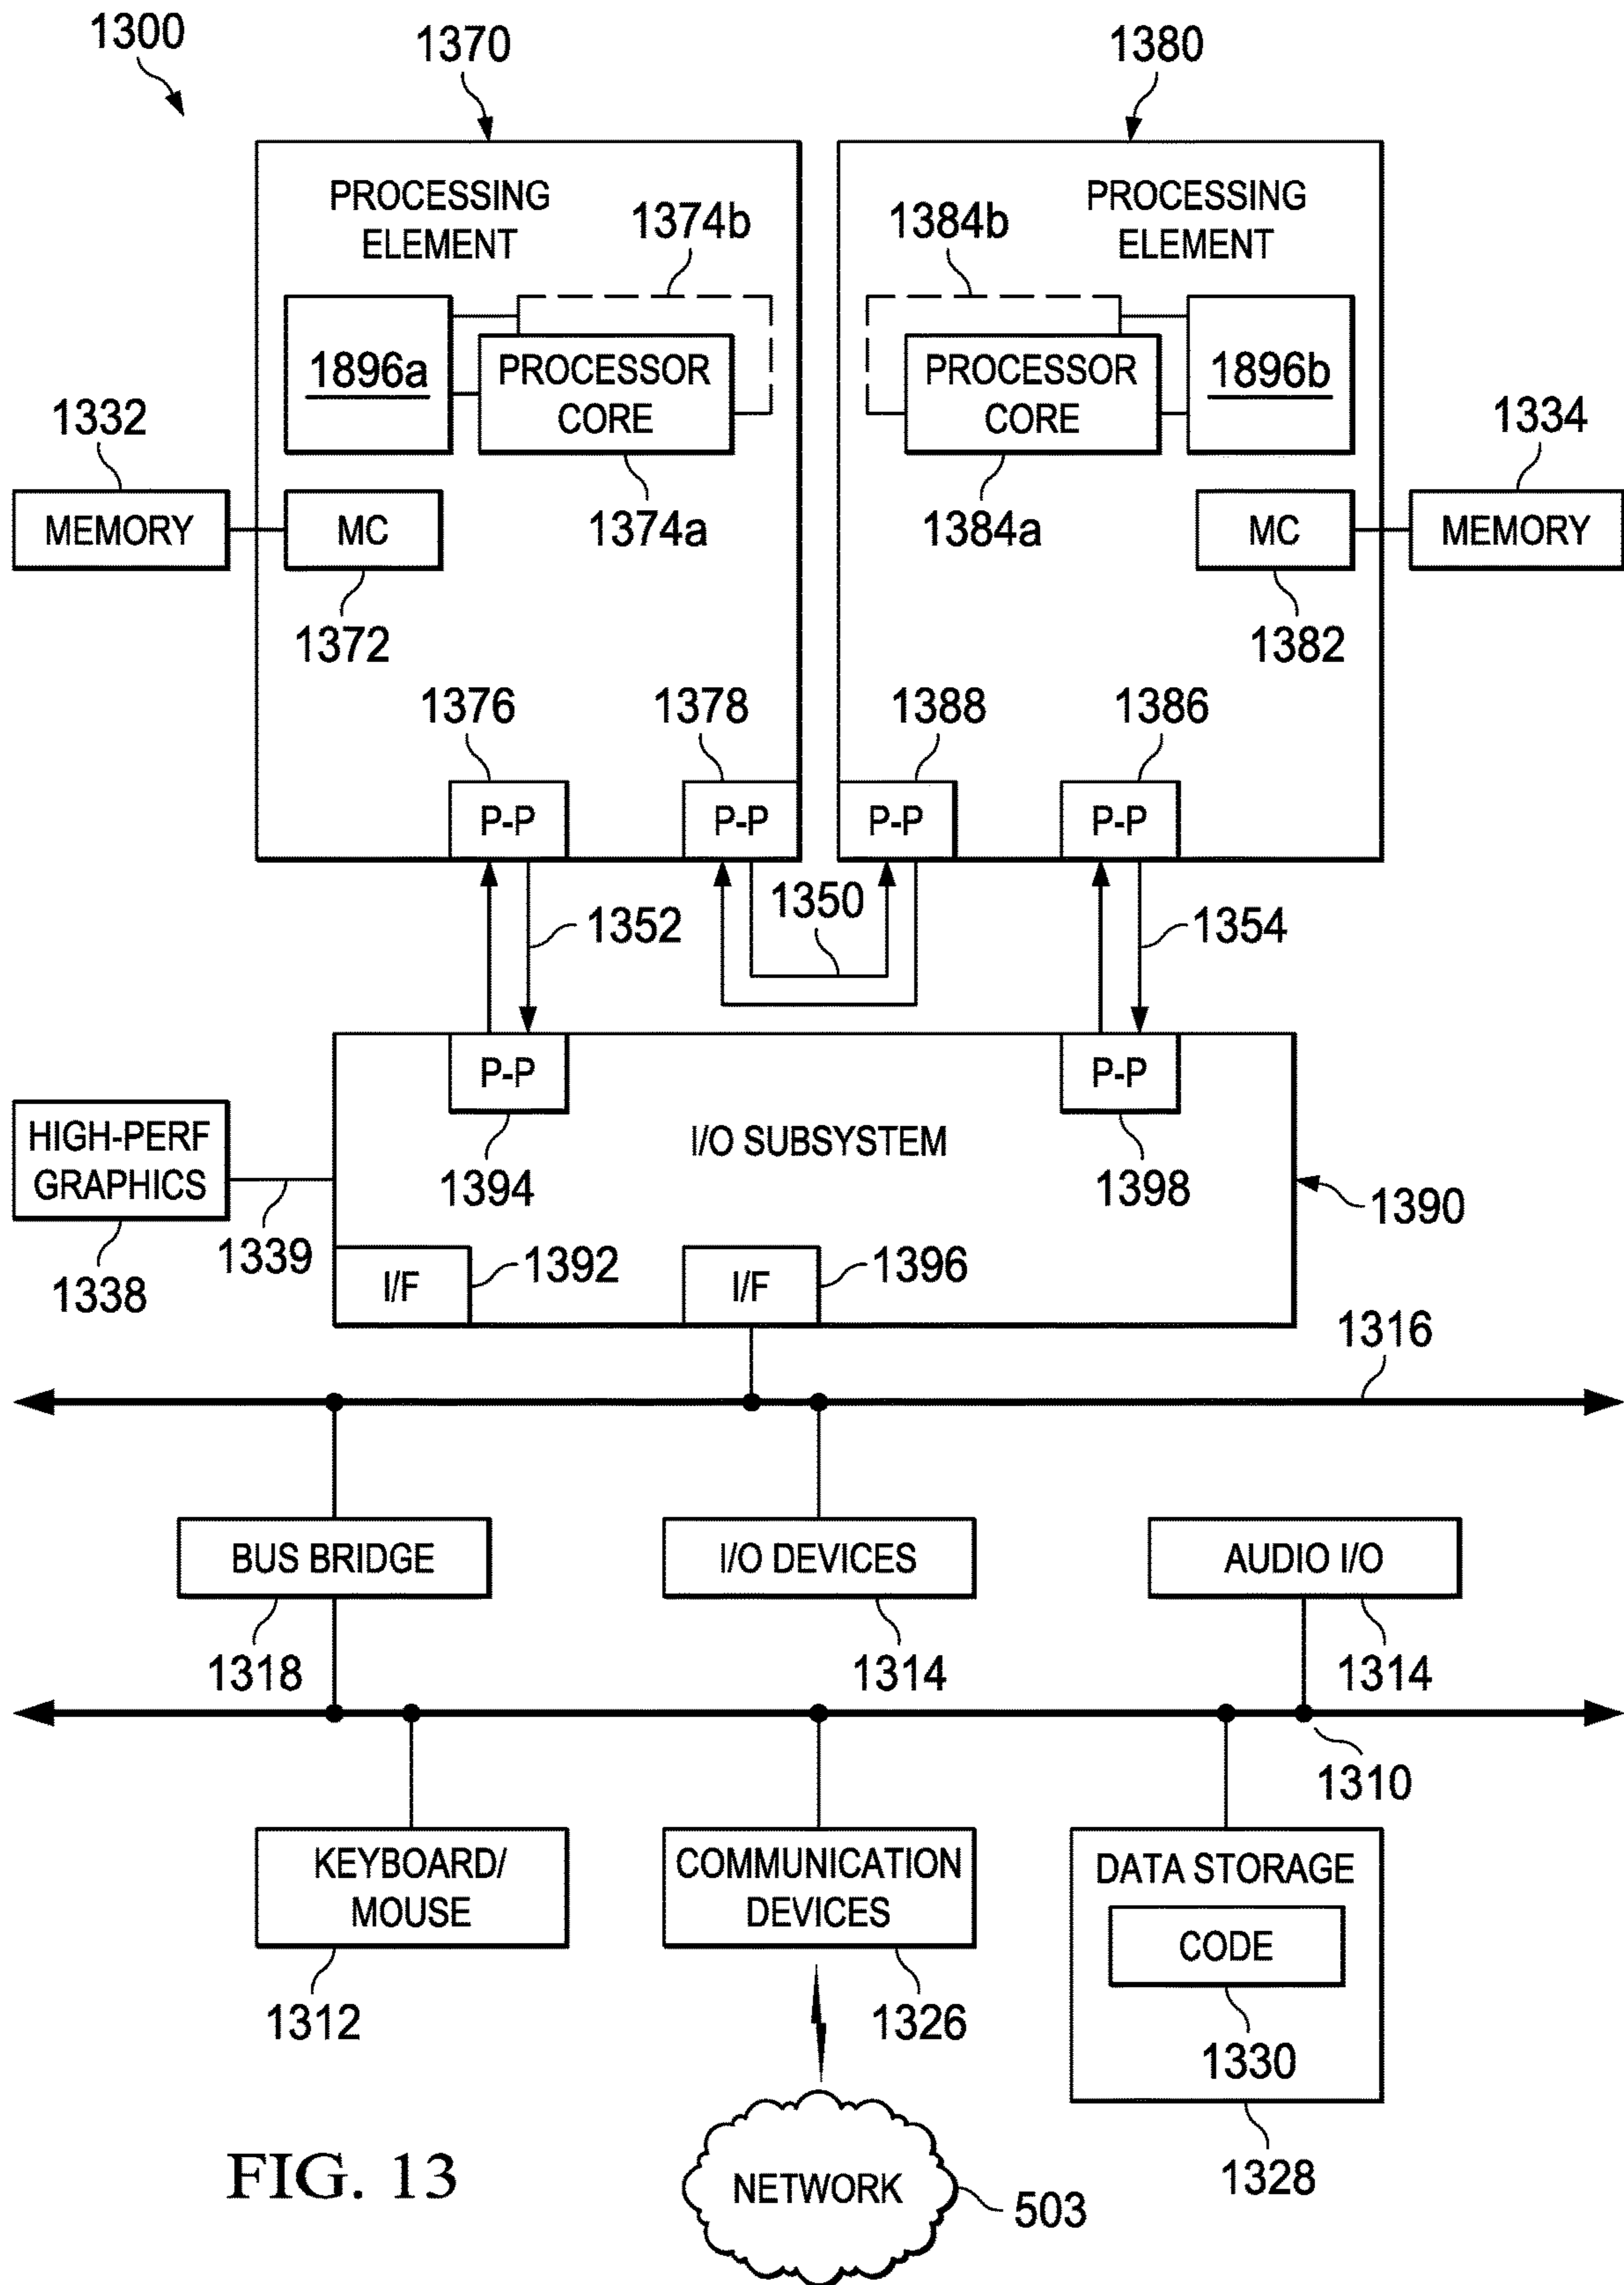 1300
1370
1380
PROCESSING
ELEMENT
PROCESSING
ELEMENT
1374b
1384b
1896a
PROCESSOR
CORE
PROCESSOR
CORE
1896b
1332
1334
MEMORY
MC
1374a
1384a
MC
MEMORY
1372
1382
1376
1378
1388
1386
P-P
P-P
P-P
P-P
1350
1352
1354
P-P
P-P
HIGH-PERF
GRAPHICS
I/O SUBSYSTEM
1394
1398
1390
1339
1338
I/F
1392
I/F
1396
1316
BUS BRIDGE
I/O DEVICES
AUDIO I/O
1318
1314
1314
1310
KEYBOARD/
MOUSE
COMMUNICATION
DEVICES
DATA STORAGE
CODE
1312
1326
1330
1328
FIG. 13
NETWORK
503